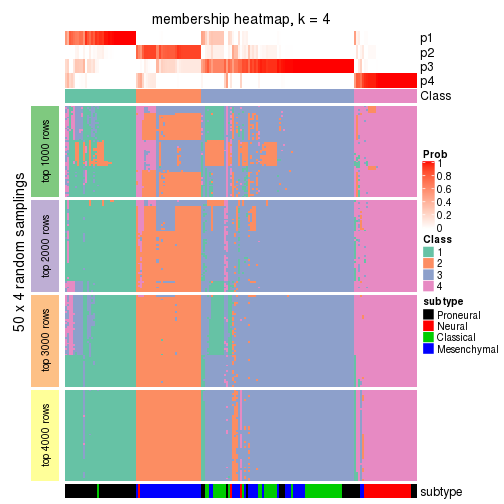 membership heatmap, k = 4
p1
p2
p3
p4
Class
50 x 4 random samplings
top 1000 rows
top 2000 rows
top 3000 rows
top 4000 rows
Prob
1
0.8
0.6
0.4
0.2
0
Class
1
2
3
4
subtype
Proneural
Neural
Classical
Mesenchymal
subtype